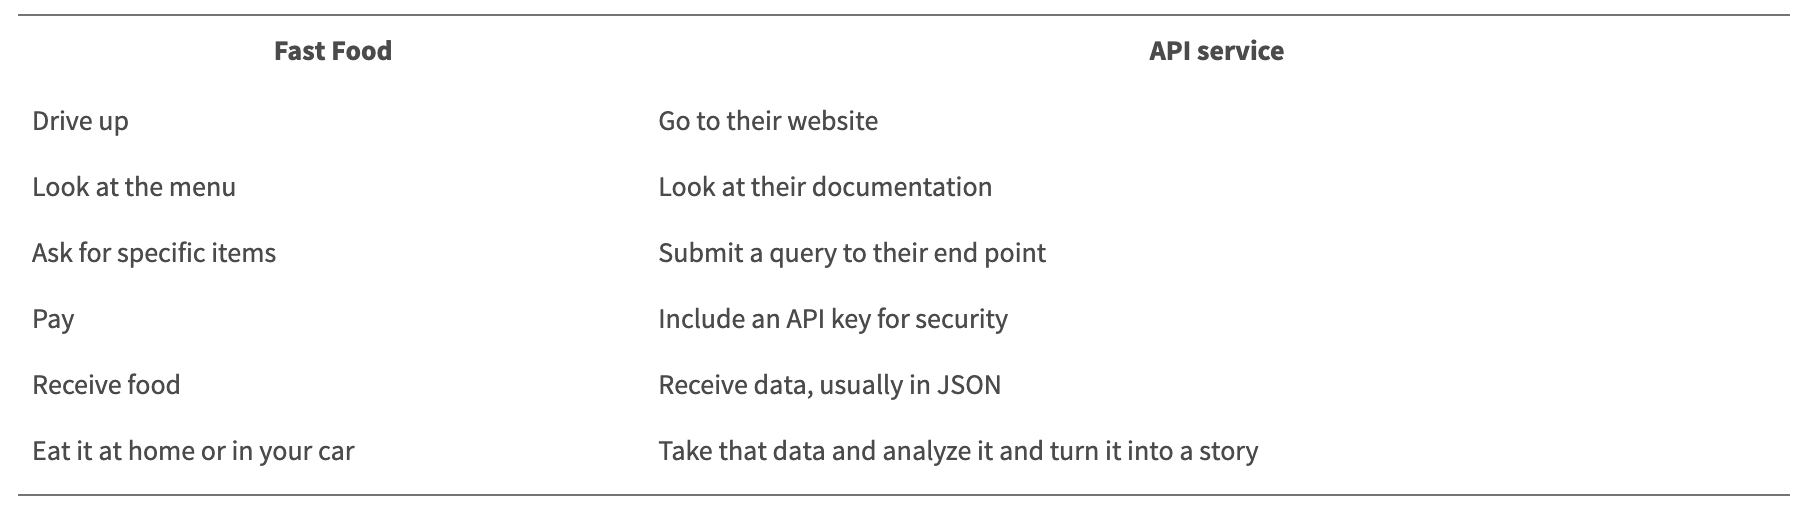 Fast Food API service
Drive up Go to their website
Look at the menu Look at their documentation
Ask for specific items Submit a query to their end point
Pay Include an API key for security
Receive food Receive data, usually in JSON
Eat it at home or in your car Take that data and analyze it and turn it into a story